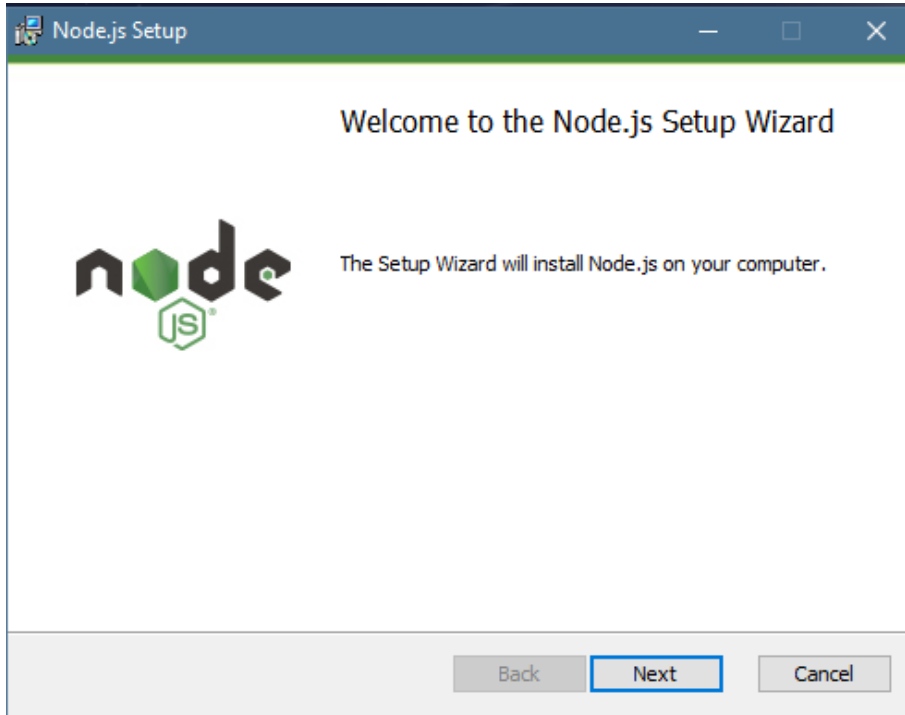 Node.js Setup
Welcome to the Node.js Setup Wizard
node
JS®
The Setup Wizard will install Node.js on your computer.
Back
Next
Cancel